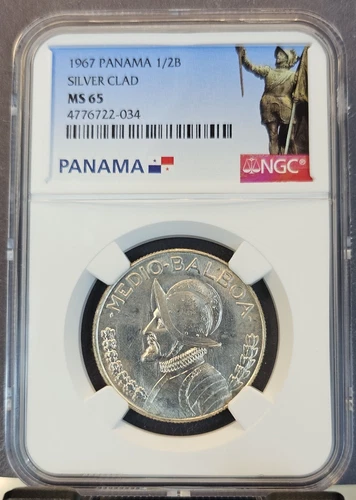 1967 PANAMA 1/2B
SILVER CLAD
MS 65
4776722-034
PANAMA
NGC®
·MEDIO·BALBOA·